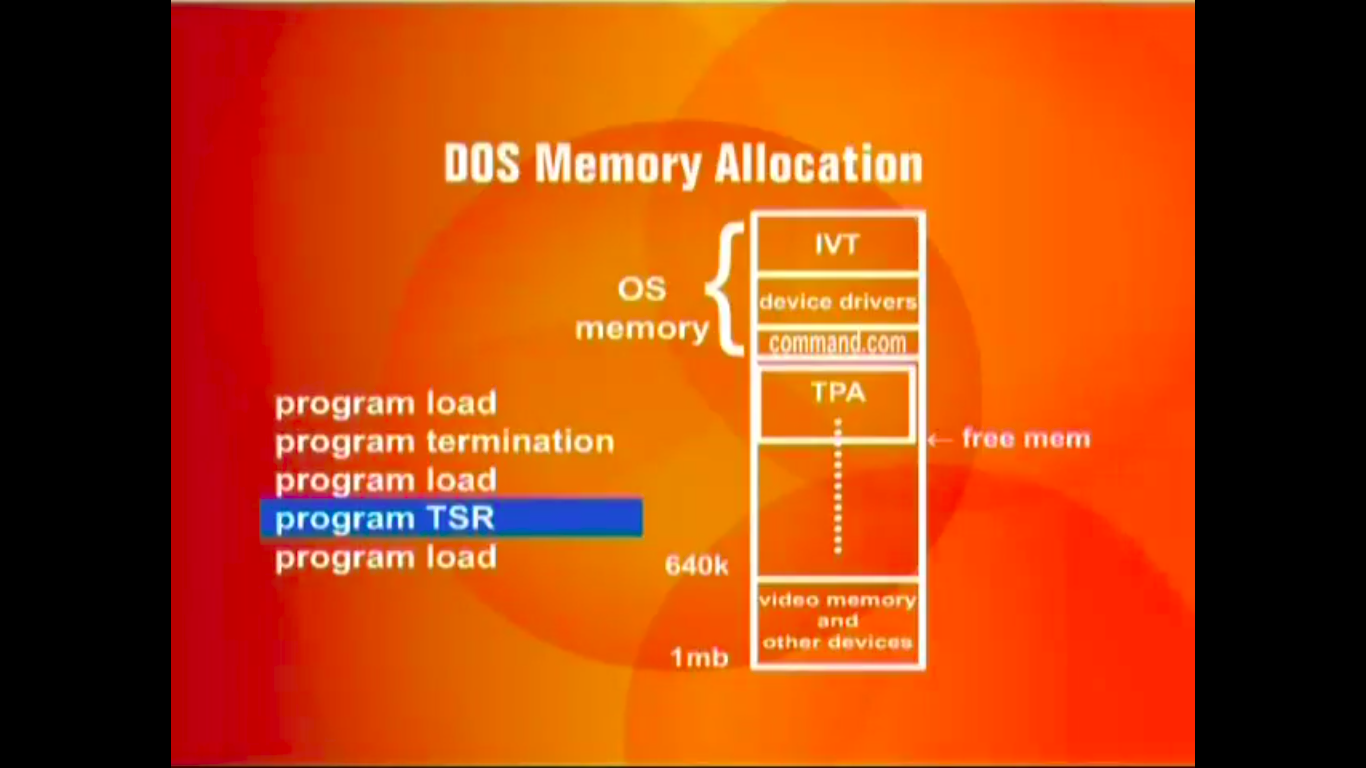 DOS Memory Allocation
IVT
OS
memory
device drivers
command.com
TPA
program load
program termination
program load
program TSR
program load
← free mem
640k
video memory
and
other devices
1mb